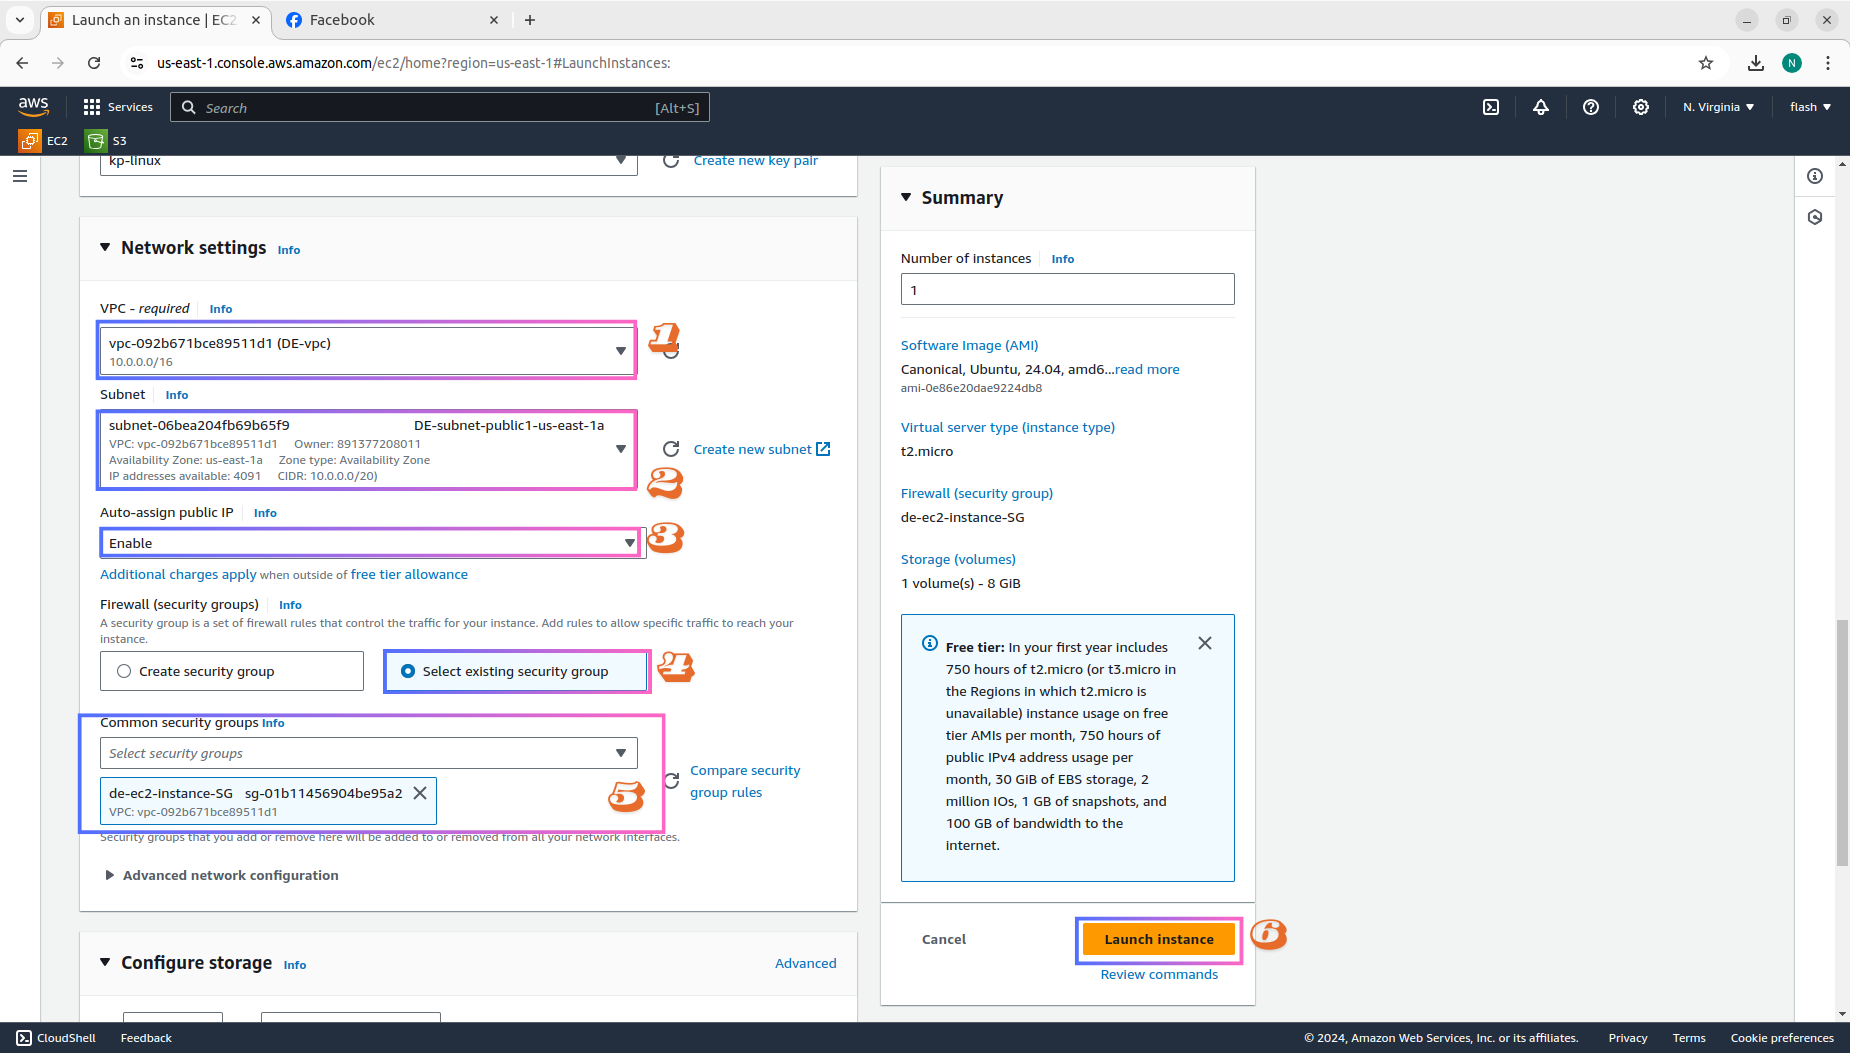 Launch an instance | EC2
Facebook
us-east-1.console.aws.amazon.com/ec2/home?region=us-east-1#LaunchInstances:
N
aws
Services
Search
[Alt+S]
N. Virginia
flash
EC2
S3
kp-linux
Create new key pair
Network settings Info
VPC - required Info
vpc-092b671bce89511d1 (DE-vpc)
10.0.0.0/16
1
Subnet Info
subnet-06bea204fb69b65f9 DE-subnet-public1-us-east-1a
VPC: vpc-092b671bce89511d1 Owner: 891377208011
Availability Zone: us-east-1a Zone type: Availability Zone
IP addresses available: 4091 CIDR: 10.0.0.0/20)
Create new subnet
2
Auto-assign public IP Info
Enable
3
Additional charges apply when outside of free tier allowance
Firewall (security groups) Info
A security group is a set of firewall rules that control the traffic for your instance. Add rules to allow specific traffic to reach your
instance.
Create security group
Select existing security group
4
Common security groups Info
Select security groups
de-ec2-instance-SG sg-01b11456904be95a2
VPC: vpc-092b671bce89511d1
5
Compare security
group rules
Security groups that you add or remove here will be added to or removed from all your network interfaces.
Advanced network configuration
Configure storage Info
Advanced
Summary
Number of instances Info
1
Software Image (AMI)
Canonical, Ubuntu, 24.04, amd6...read more
ami-0e86e20dae9224db8
Virtual server type (instance type)
t2.micro
Firewall (security group)
de-ec2-instance-SG
Storage (volumes)
1 volume(s) - 8 GiB
Free tier: In your first year includes
750 hours of t2.micro (or t3.micro in
the Regions in which t2.micro is
unavailable) instance usage on free
tier AMIs per month, 750 hours of
public IPv4 address usage per
month, 30 GiB of EBS storage, 2
million IOs, 1 GB of snapshots, and
100 GB of bandwidth to the
internet.
Cancel
Launch instance
6
Review commands
CloudShell
Feedback
© 2024, Amazon Web Services, Inc. or its affiliates.
Privacy
Terms
Cookie preferences